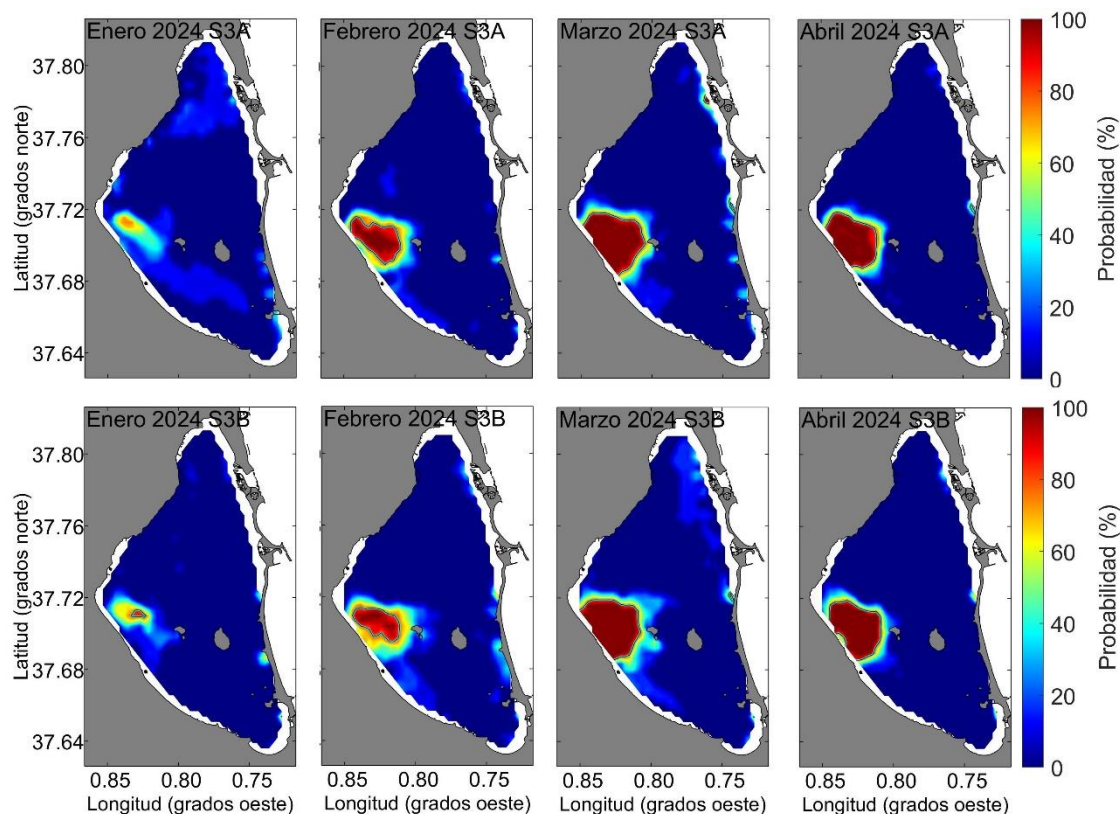 Enero 2024 S3A
Febrero 2024 S3A
Marzo 2024 S3A
Abril 2024 S3A
37.80
37.76
37.72
37.68
37.64
Latitud (grados norte)
100
80
60
40
20
0
Probabilidad (%)
Enero 2024 S3B
Febrero 2024 S3B
Marzo 2024 S3B
Abril 2024 S3B
37.80
37.76
37.72
37.68
37.64
Latitud (grados norte)
100
80
60
40
20
0
Probabilidad (%)
0.85 0.80 0.75
Longitud (grados oeste)
0.85 0.80 0.75
Longitud (grados oeste)
0.85 0.80 0.75
Longitud (grados oeste)
0.85 0.80 0.75
Longitud (grados oeste)